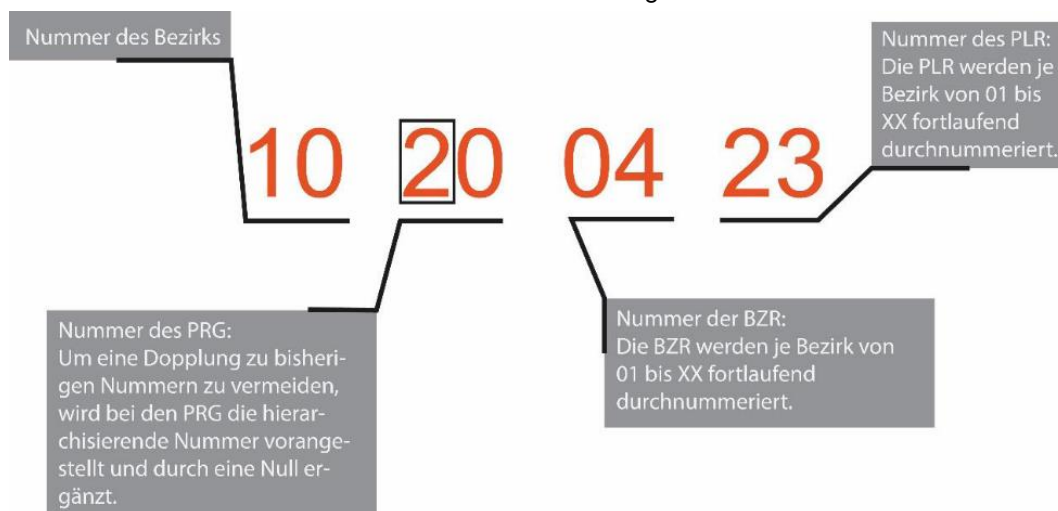 Nummer des Bezirks
Nummer des PLR:
Die PLR werden je
Bezirk von 01 bis
XX fortlaufend
durchnummeriert.
10 20 04 23
Nummer des PRG:
Um eine Dopplung zu bisheri-
gen Nummern zu vermeiden,
wird bei den PRG die hierar-
chisierende Nummer vorange-
stellt und durch eine Null er-
gänzt.
Nummer der BZR:
Die BZR werden je Bezirk von
01 bis XX fortlaufend
durchnummeriert.